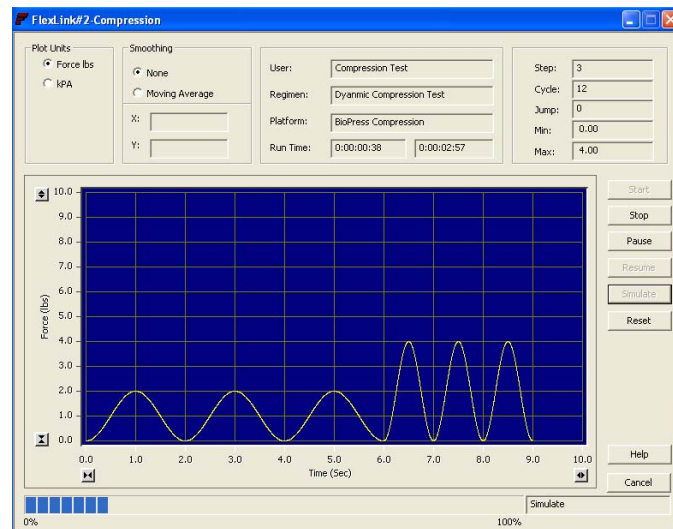 FlexLink#2-Compression
Plot Units
Force lbs
kPA
Smoothing
None
Moving Average
X:
Y:
User: Compression Test
Regimen: Dyanmic Compression Test
Platform: BioPress Compression
Run Time: 0:00:00:38 0:00:02:57
Step: 3
Cycle: 12
Jump: 0
Min: 0.00
Max: 4.00
10.0
9.0
8.0
7.0
6.0
5.0
4.0
3.0
2.0
1.0
0.0
Force (lbs)
0.0 1.0 2.0 3.0 4.0 5.0 6.0 7.0 8.0 9.0 10.0
Time (Sec)
Start
Stop
Pause
Resume
Simulate
Reset
Help
Cancel
Simulate
0% 100%